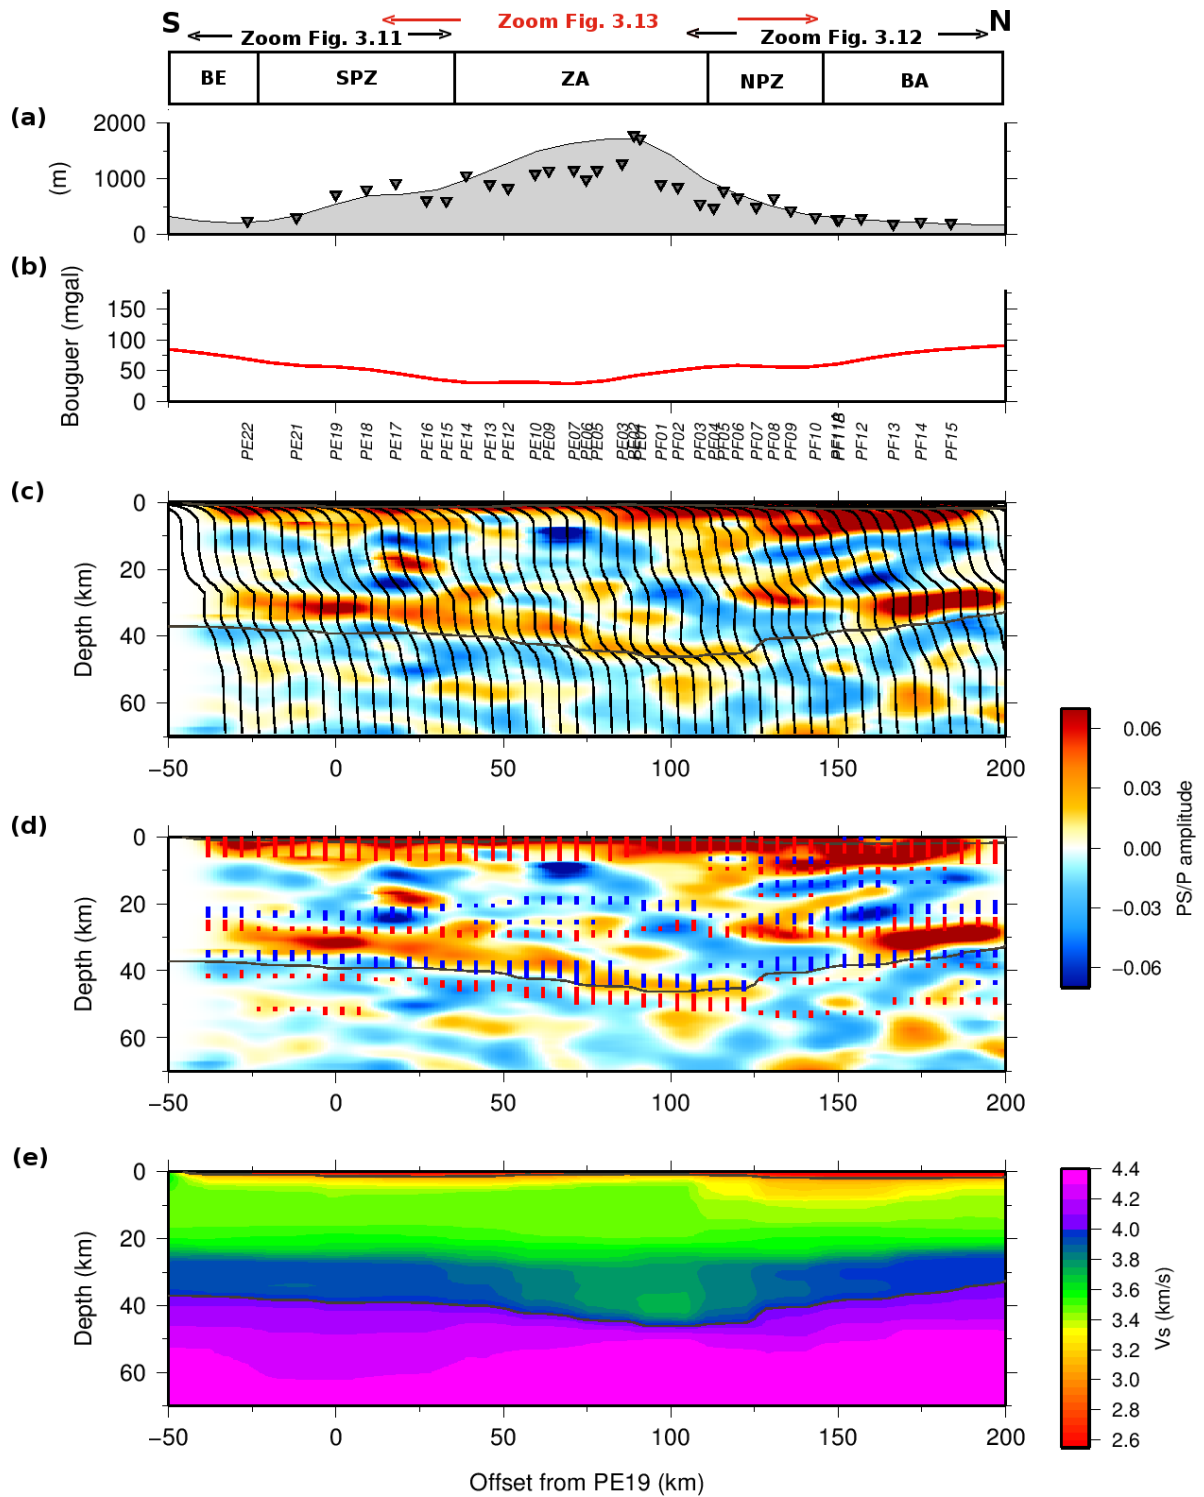 S Zoom Fig. 3.13 N
Zoom Fig. 3.11 Zoom Fig. 3.12
BE SPZ ZA NPZ BA
(a)
2000
1000
0
(m)
(b)
150
100
50
0
Bouguer (mgal)
PE22 PE21 PE19 PE18 PE17 PE16 PE15 PE14 PE13 PE12 PE10 PE09 PE07 PE06 PE05 PE03 PE01 PF01 PF02 PF03 PF04 PF05 PF06 PF07 PF08 PF09 PF10 PF12 PF13 PF14 PF15
(c)
0
20
40
60
Depth (km)
−50 0 50 100 150 200
(d)
0
20
40
60
Depth (km)
−50 0 50 100 150 200
0.06
0.03
0.00
−0.03
−0.06
PS/P amplitude
(e)
0
20
40
60
Depth (km)
−50 0 50 100 150 200
Offset from PE19 (km)
4.4
4.2
4.0
3.8
3.6
3.4
3.2
3.0
2.8
2.6
Vs (km/s)